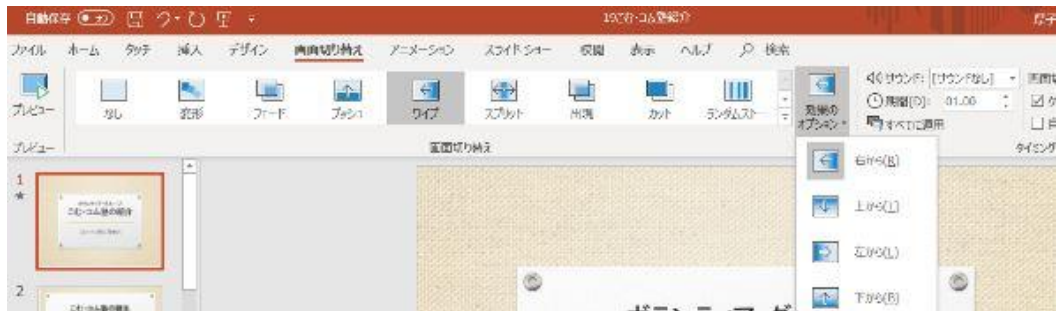 自動保存
ファイル ホーム タッチ 挿入 デザイン 画面切り替え アニメーション スライド ショー 校閲 表示 ヘルプ 検索
プレビュー なし 変形 フェード プッシュ ワイプ スプリット 出現 カット ランダムスト 効果のオプション
サウンド: [サウンドなし]
期間(D): 01.00
すべてに適用
プレビュー 画面切り替え タイミング
右から(R)
上から(T)
左から(L)
下から(B)
1
2